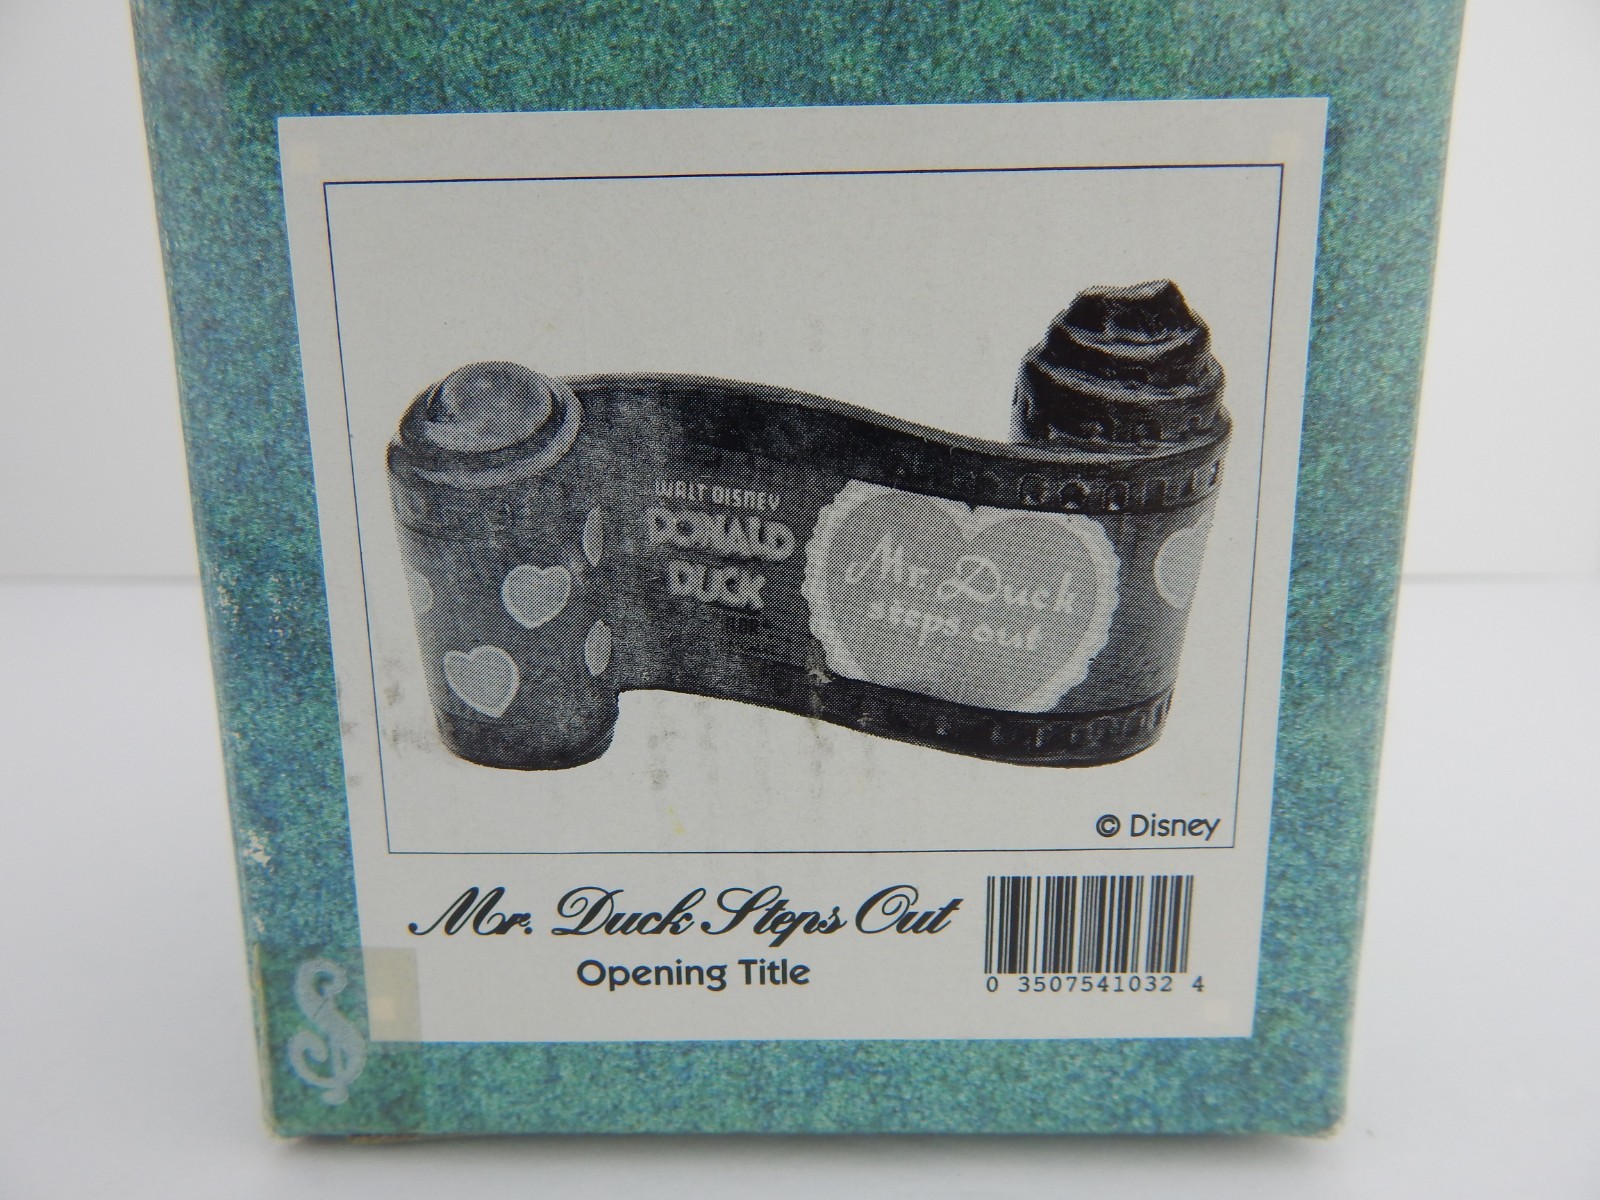 WALT DISNEY
DONALD
DUCK
Mr. Duck
steps out
© Disney
Mr. Duck Steps Out
Opening Title
0 3507541032 4